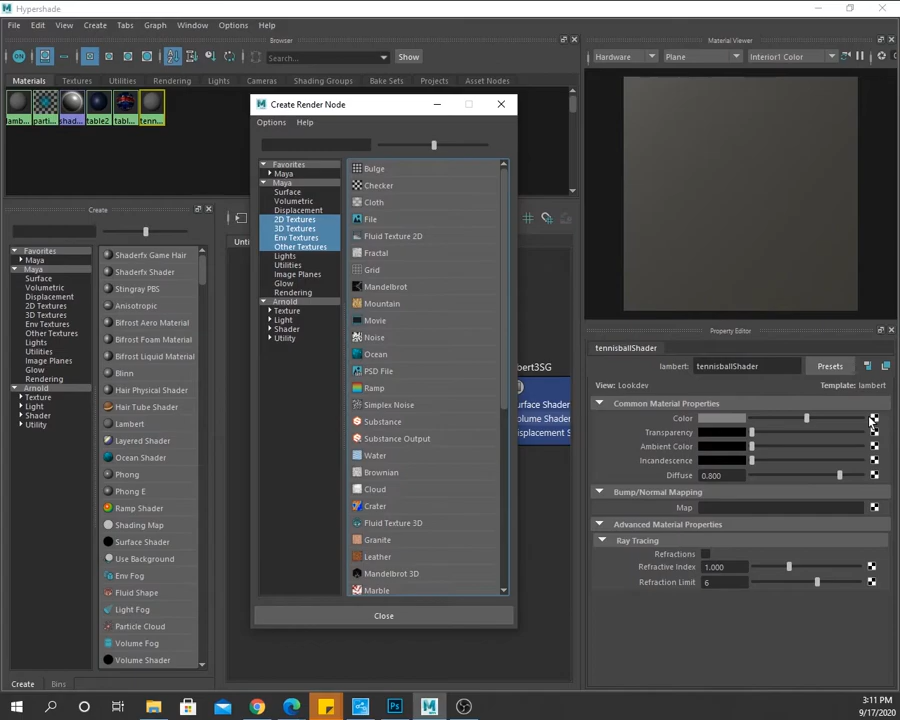 Hypershade
File Edit View Create Tabs Graph Window Options Help
Browser
ON
Search...
Show
Materials Textures Utilities Rendering Lights Cameras Shading Groups Bake Sets Projects Asset Nodes
lamb... parti... shad... table2 tabl... tenn...
Material Viewer
Hardware Plane Interior1 Color
Create
Favorites
Maya
Maya
Surface
Volumetric
Displacement
2D Textures
3D Textures
Env Textures
Other Textures
Lights
Utilities
Image Planes
Glow
Rendering
Arnold
Texture
Light
Shader
Utility
Shaderfx Game Hair
Shaderfx Shader
Stingray PBS
Anisotropic
Bifrost Aero Material
Bifrost Foam Material
Bifrost Liquid Material
Blinn
Hair Physical Shader
Hair Tube Shader
Lambert
Layered Shader
Ocean Shader
Phong
Phong E
Ramp Shader
Shading Map
Surface Shader
Use Background
Env Fog
Fluid Shape
Light Fog
Particle Cloud
Volume Fog
Volume Shader
Create Bins
Create Render Node
Options Help
Favorites
Maya
Maya
Surface
Volumetric
Displacement
2D Textures
3D Textures
Env Textures
Other Textures
Lights
Utilities
Image Planes
Glow
Rendering
Arnold
Texture
Light
Shader
Utility
Bulge
Checker
Cloth
File
Fluid Texture 2D
Fractal
Grid
Mandelbrot
Mountain
Movie
Noise
Ocean
PSD File
Ramp
Simplex Noise
Substance
Substance Output
Water
Brownian
Cloud
Crater
Fluid Texture 3D
Granite
Leather
Mandelbrot 3D
Marble
Close
Unti
bert3SG
urface Shader
olume Shader
isplacement S
Property Editor
tennisballShader
lambert: tennisballShader Presets
View: Lookdev Template: lambert
Common Material Properties
Color
Transparency
Ambient Color
Incandescence
Diffuse 0.800
Bump/Normal Mapping
Map
Advanced Material Properties
Ray Tracing
Refractions
Refractive Index 1.000
Refraction Limit 6
3:11 PM
9/17/2020